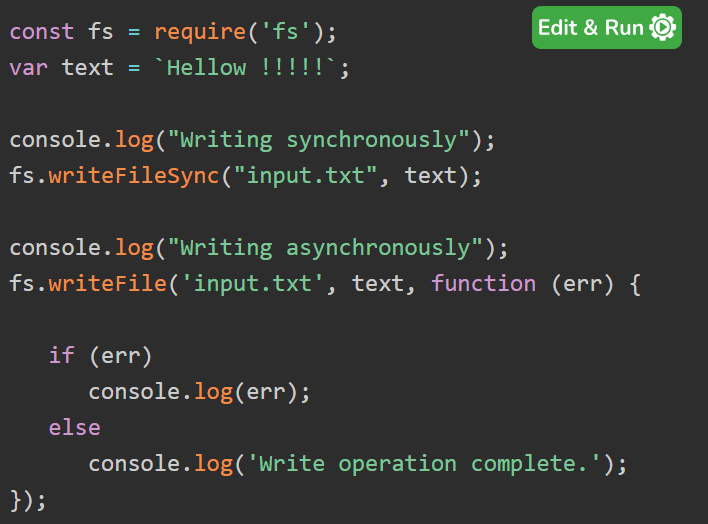 const fs = require('fs');
Edit & Run
var text = `Hellow !!!!!`;
console.log("Writing synchronously");
fs.writeFileSync("input.txt", text);
console.log("Writing asynchronously");
fs.writeFile('input.txt', text, function (err) {
if (err)
console.log(err);
else
console.log('Write operation complete.');
});